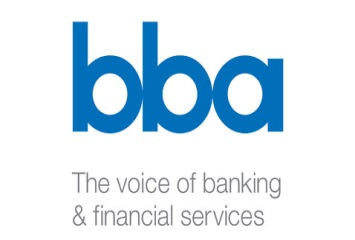 bba
The voice of banking
& financial services